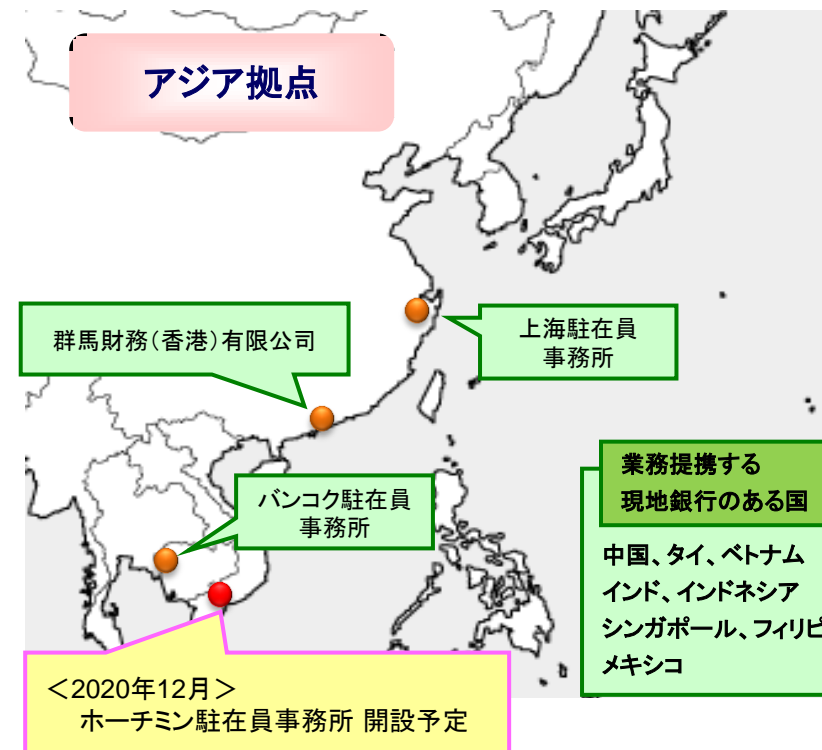 アジア拠点
群馬財務(香港)有限公司
上海駐在員
事務所
バンコク駐在員
事務所
業務提携する
現地銀行のある国
中国、タイ、ベトナム
インド、インドネシア
シンガポール、フィリピ
メキシコ
<2020年12月>
ホーチミン駐在員事務所 開設予定